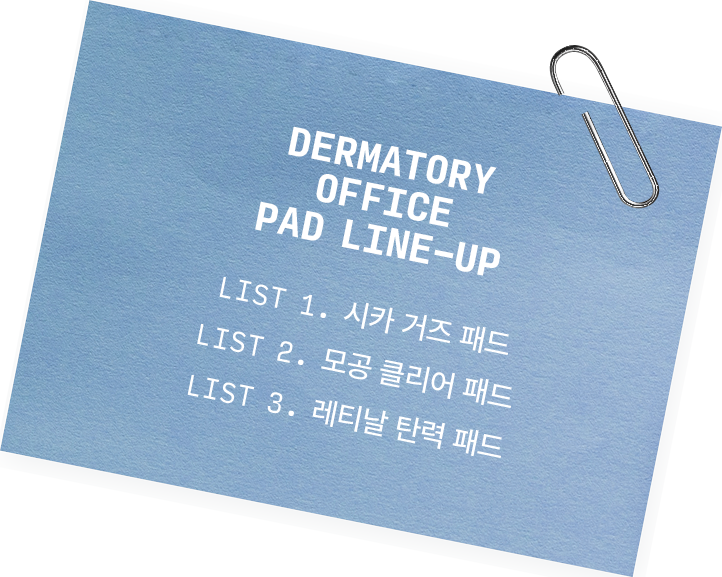 DERMATORY
OFFICE
PAD LINE-UP
LIST 1. 시카 거즈 패드
LIST 2. 모공 클리어 패드
LIST 3. 레티날 탄력 패드